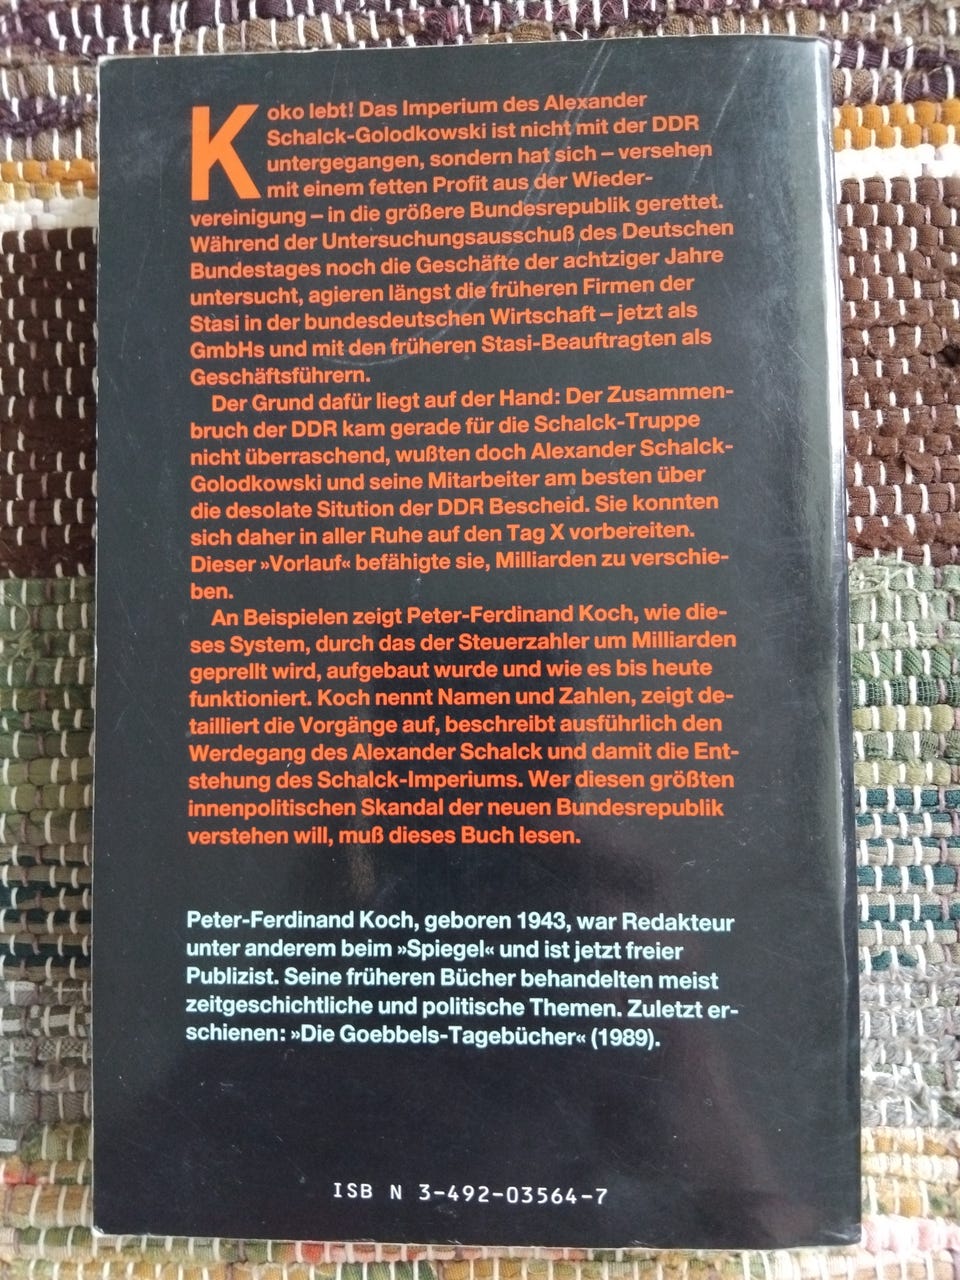 Koko lebt! Das Imperium des Alexander
Schalck-Golodkowski ist nicht mit der DDR
untergegangen, sondern hat sich – versehen
mit einem fetten Profit aus der Wieder-
vereinigung – in die größere Bundesrepublik gerettet.
Während der Untersuchungsausschuß des Deutschen
Bundestages noch die Geschäfte der achtziger Jahre
untersucht, agieren längst die früheren Firmen der
Stasi in der bundesdeutschen Wirtschaft – jetzt als
GmbHs und mit den früheren Stasi-Beauftragten als
Geschäftsführern.
Der Grund dafür liegt auf der Hand: Der Zusammen-
bruch der DDR kam gerade für die Schalck-Truppe
nicht überraschend, wußten doch Alexander Schalck-
Golodkowski und seine Mitarbeiter am besten über
die desolate Sitution der DDR Bescheid. Sie konnten
sich daher in aller Ruhe auf den Tag X vorbereiten.
Dieser »Vorlauf« befähigte sie, Milliarden zu verschie-
ben.
An Beispielen zeigt Peter-Ferdinand Koch, wie die-
ses System, durch das der Steuerzahler um Milliarden
geprellt wird, aufgebaut wurde und wie es bis heute
funktioniert. Koch nennt Namen und Zahlen, zeigt de-
tailliert die Vorgänge auf, beschreibt ausführlich den
Werdegang des Alexander Schalck und damit die Ent-
stehung des Schalck-Imperiums. Wer diesen größten
innenpolitischen Skandal der neuen Bundesrepublik
verstehen will, muß dieses Buch lesen.
Peter-Ferdinand Koch, geboren 1943, war Redakteur
unter anderem beim »Spiegel« und ist jetzt freier
Publizist. Seine früheren Bücher behandelten meist
zeitgeschichtliche und politische Themen. Zuletzt er-
schienen: »Die Goebbels-Tagebücher« (1989).
ISB N 3-492-03564-7